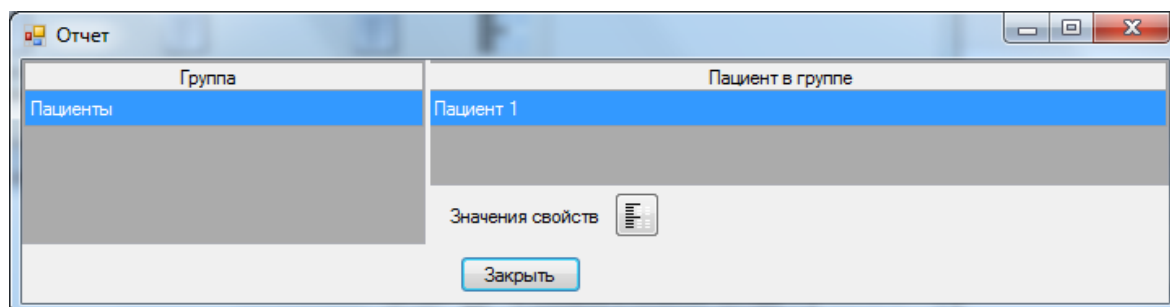 Отчет
Группа Пациент в группе
Пациенты Пациент 1
Значения свойств
Закрыть